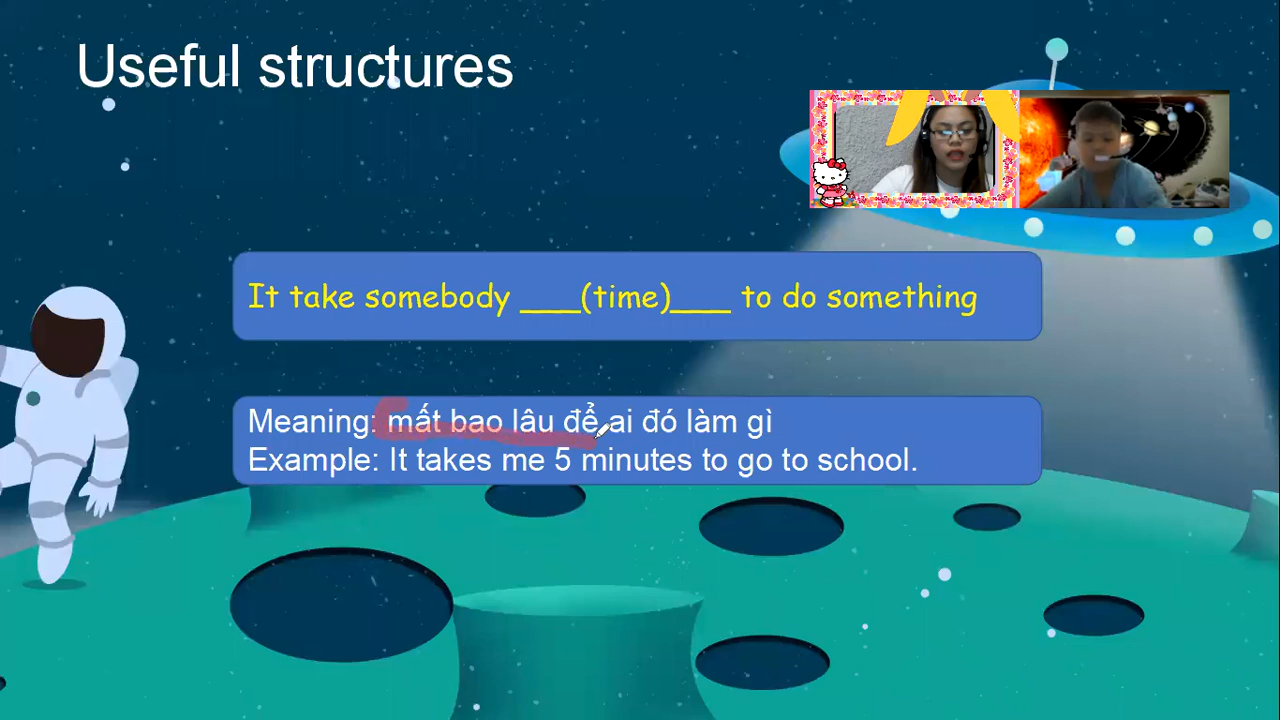 Useful structures
It take somebody ___(time)___ to do something
Meaning: mất bao lâu để ai đó làm gì
Example: It takes me 5 minutes to go to school.